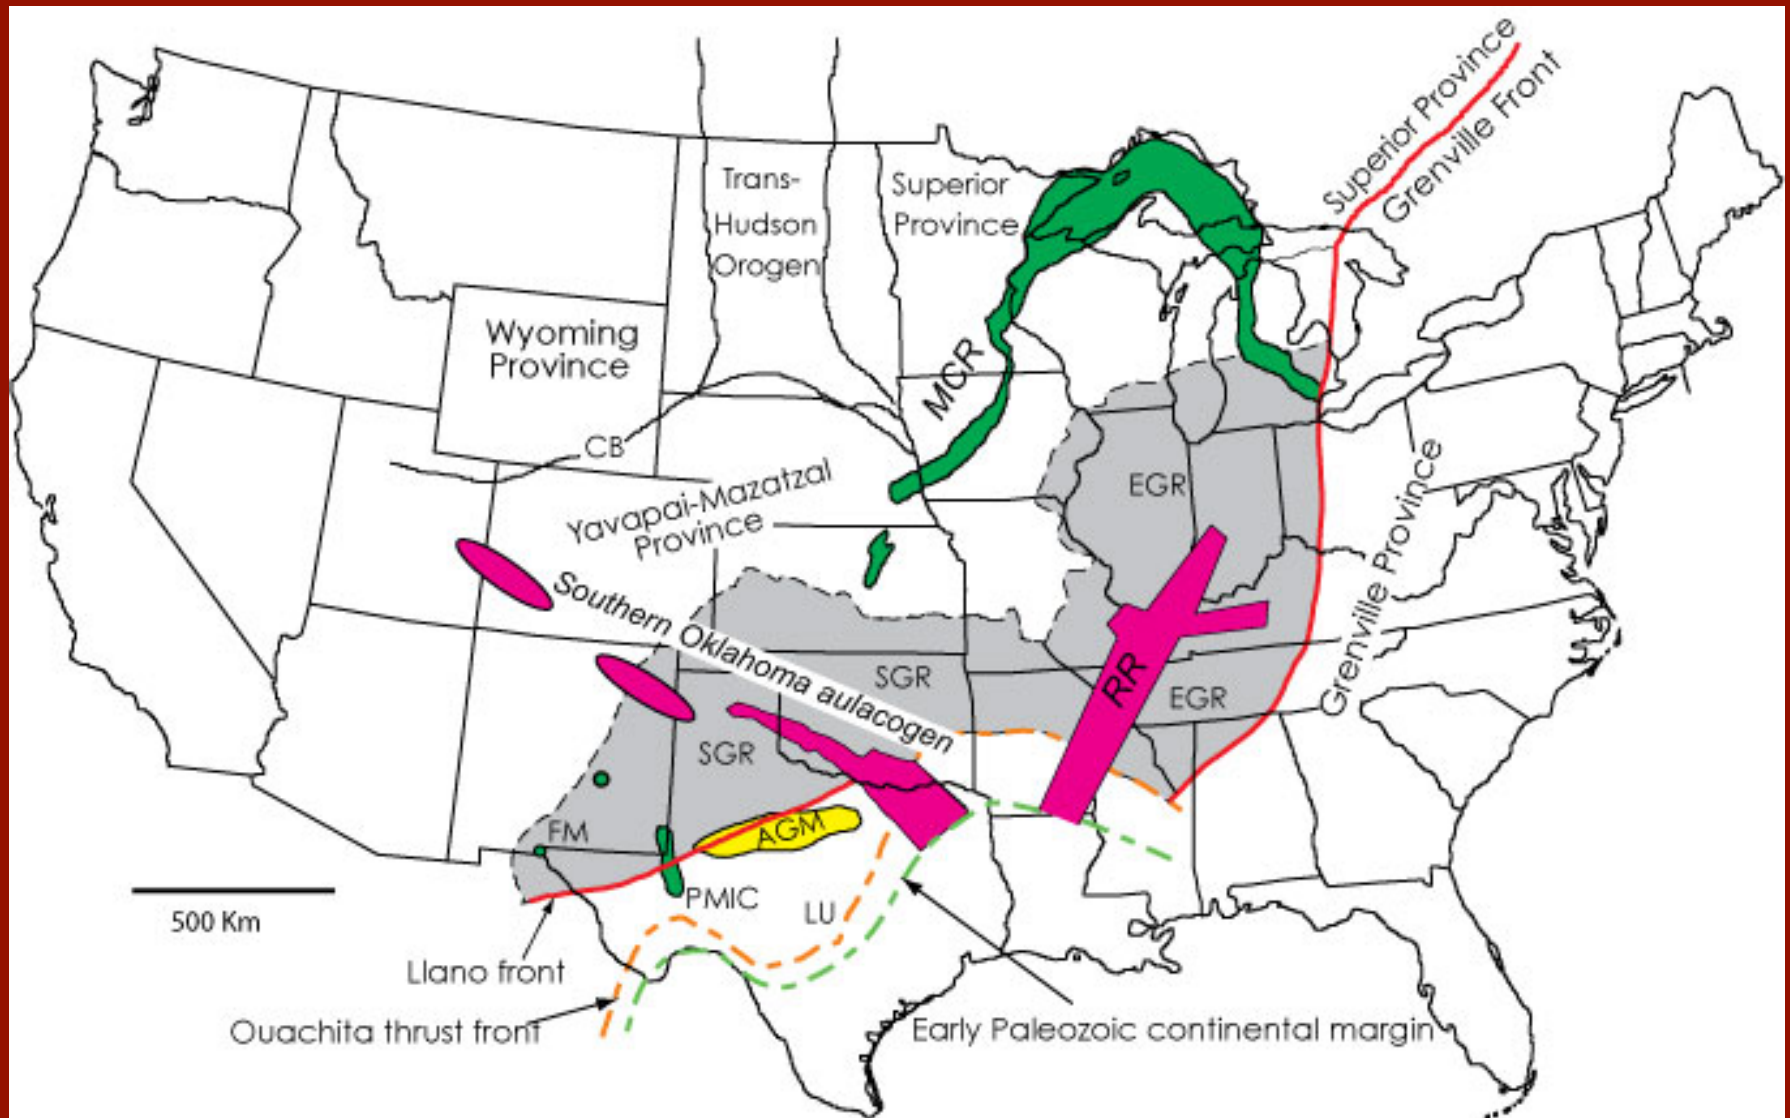 Superior Province
Grenville Front
Trans-
Hudson
Orogen
Superior
Province
Wyoming
Province
MCR
CB
EGR
Yavapai-Mazatzal
Province
Grenville Province
Southern Oklahoma aulacogen
SGR
RR
EGR
SGR
FM
AGM
PMIC
LU
500 Km
Llano front
Ouachita thrust front
Early Paleozoic continental margin